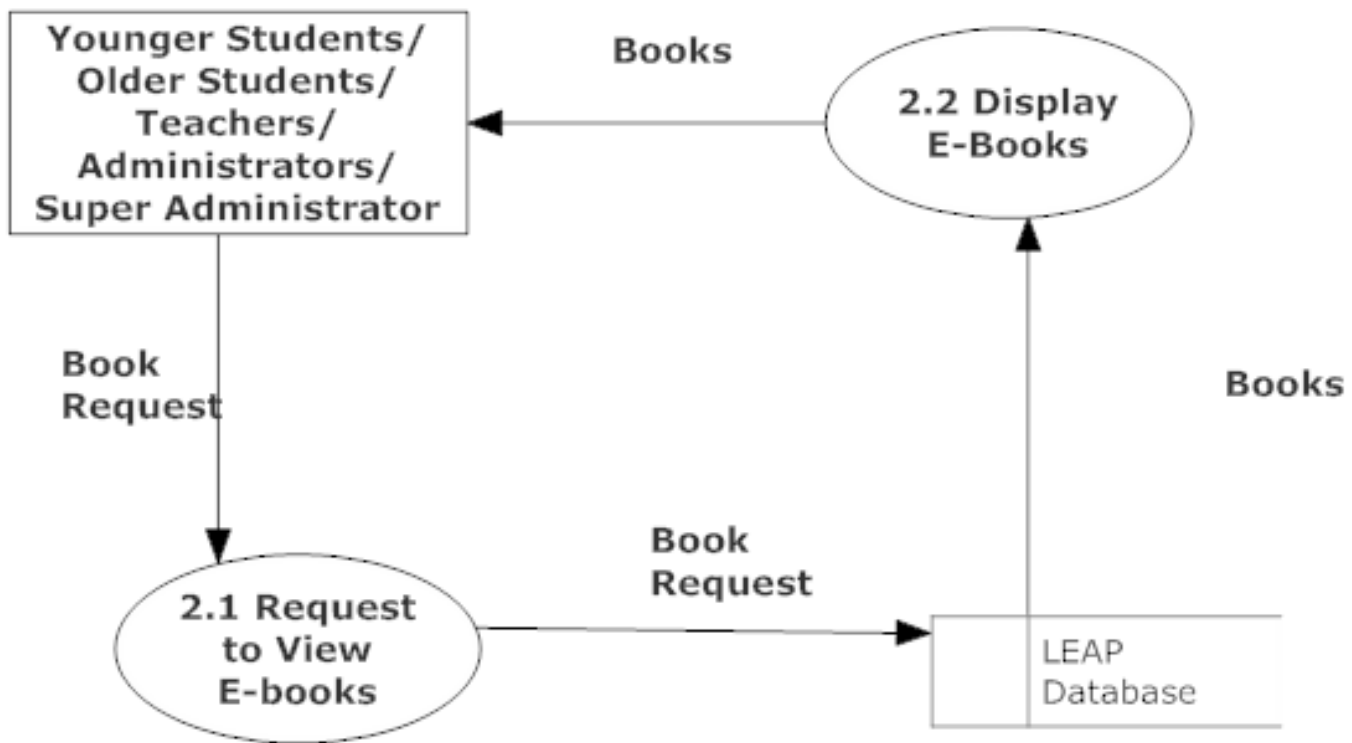 Younger Students/
Older Students/
Teachers/
Administrators/
Super Administrator
Books
2.2 Display
E-Books
Book
Request
Books
Book
Request
2.1 Request
to View
E-books
LEAP
Database